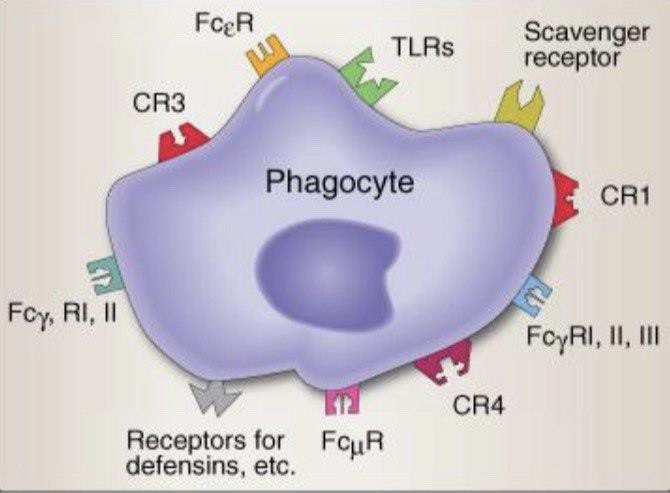 FcεR
TLRs
Scavenger
receptor
CR3
Phagocyte
CR1
Fcγ, RI, II
FcγRI, II, III
CR4
Receptors for
defensins, etc.
FcμR